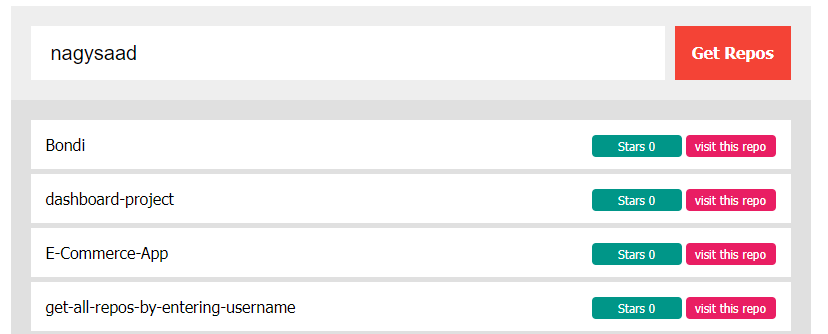 nagysaad Get Repos
Bondi Stars 0 visit this repo
dashboard-project Stars 0 visit this repo
E-Commerce-App Stars 0 visit this repo
get-all-repos-by-entering-username Stars 0 visit this repo